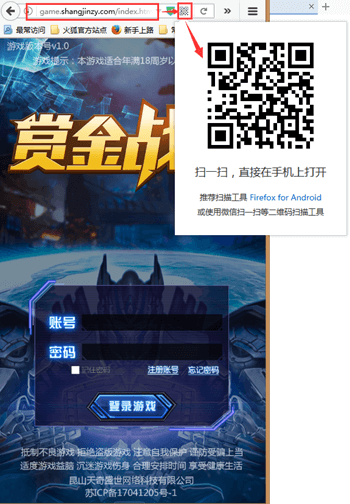 game.shangjinzy.com/index.htm
最常访问 火狐官方站点 新手上路
游戏版本号v1.0
游戏提示：本游戏适合年满18周岁以
赏金战
扫一扫，直接在手机上打开
推荐扫描工具 Firefox for Android
或使用微信扫一扫等二维码扫描工具
账号
密码
记住密码 注册账号 忘记密码
登录游戏
抵制不良游戏 拒绝盗版游戏 注意自我保护 谨防受骗上当
适度游戏益脑 沉迷游戏伤身 合理安排时间 享受健康生活
昆山天奇盛世网络科技有限公司
苏ICP备17041205号-1